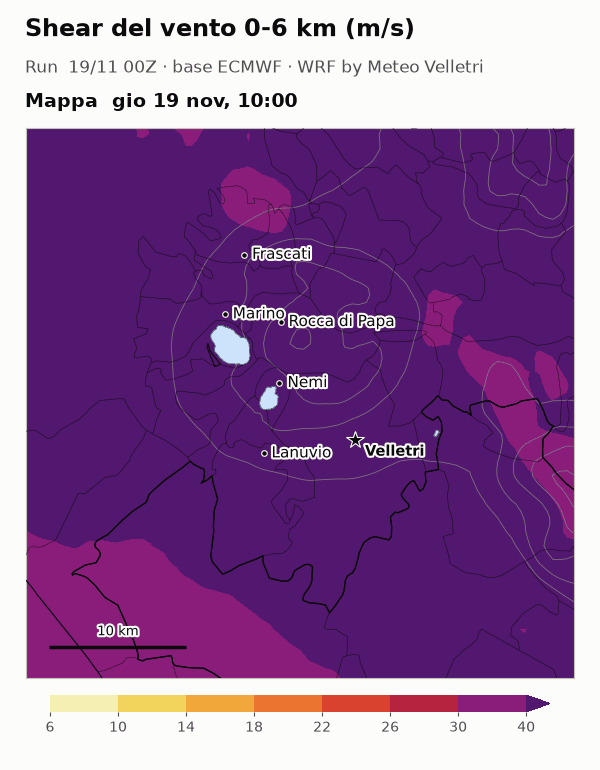 Shear del vento 0-6 km (m/s)
Run  19/11 00Z · base ECMWF · WRF by Meteo Velletri
Mappa  gio 19 nov, 10:00
Frascati
Marino
Rocca di Papa
Nemi
Velletri
Lanuvio
10 km
6 10 14 18 22 26 30 40